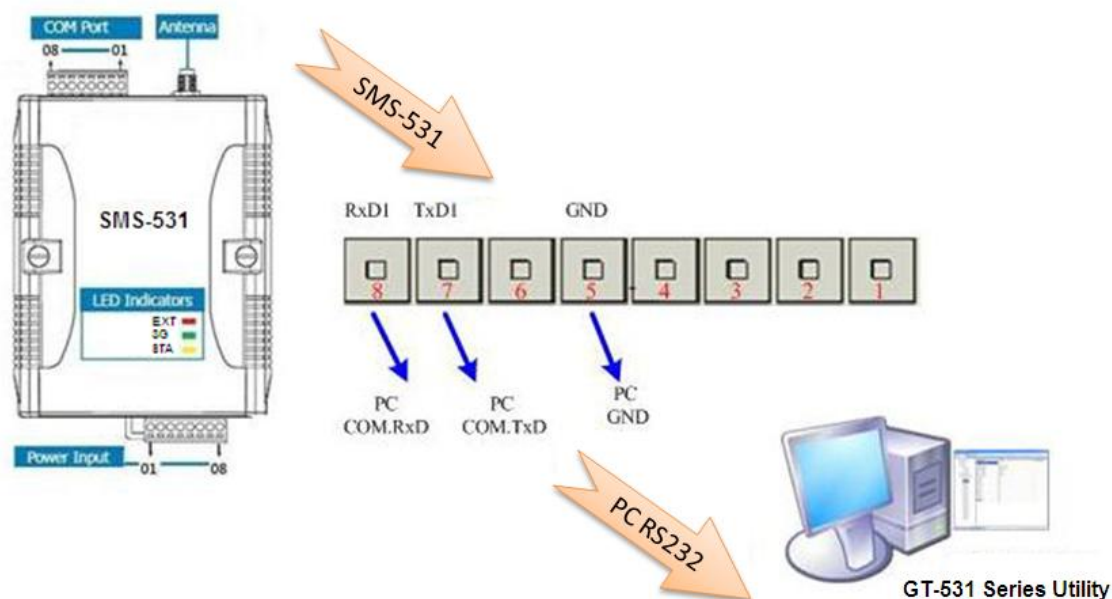 COM Port
Antenna
08
01
SMS-531
SMS-531
LED Indicators
EXT
SG
STA
Power Input
01
08
RxD1 TxD1 GND
8 7 6 5 4 3 2 1
PC
COM.RxD
PC
COM.TxD
PC
GND
PC RS232
GT-531 Series Utility